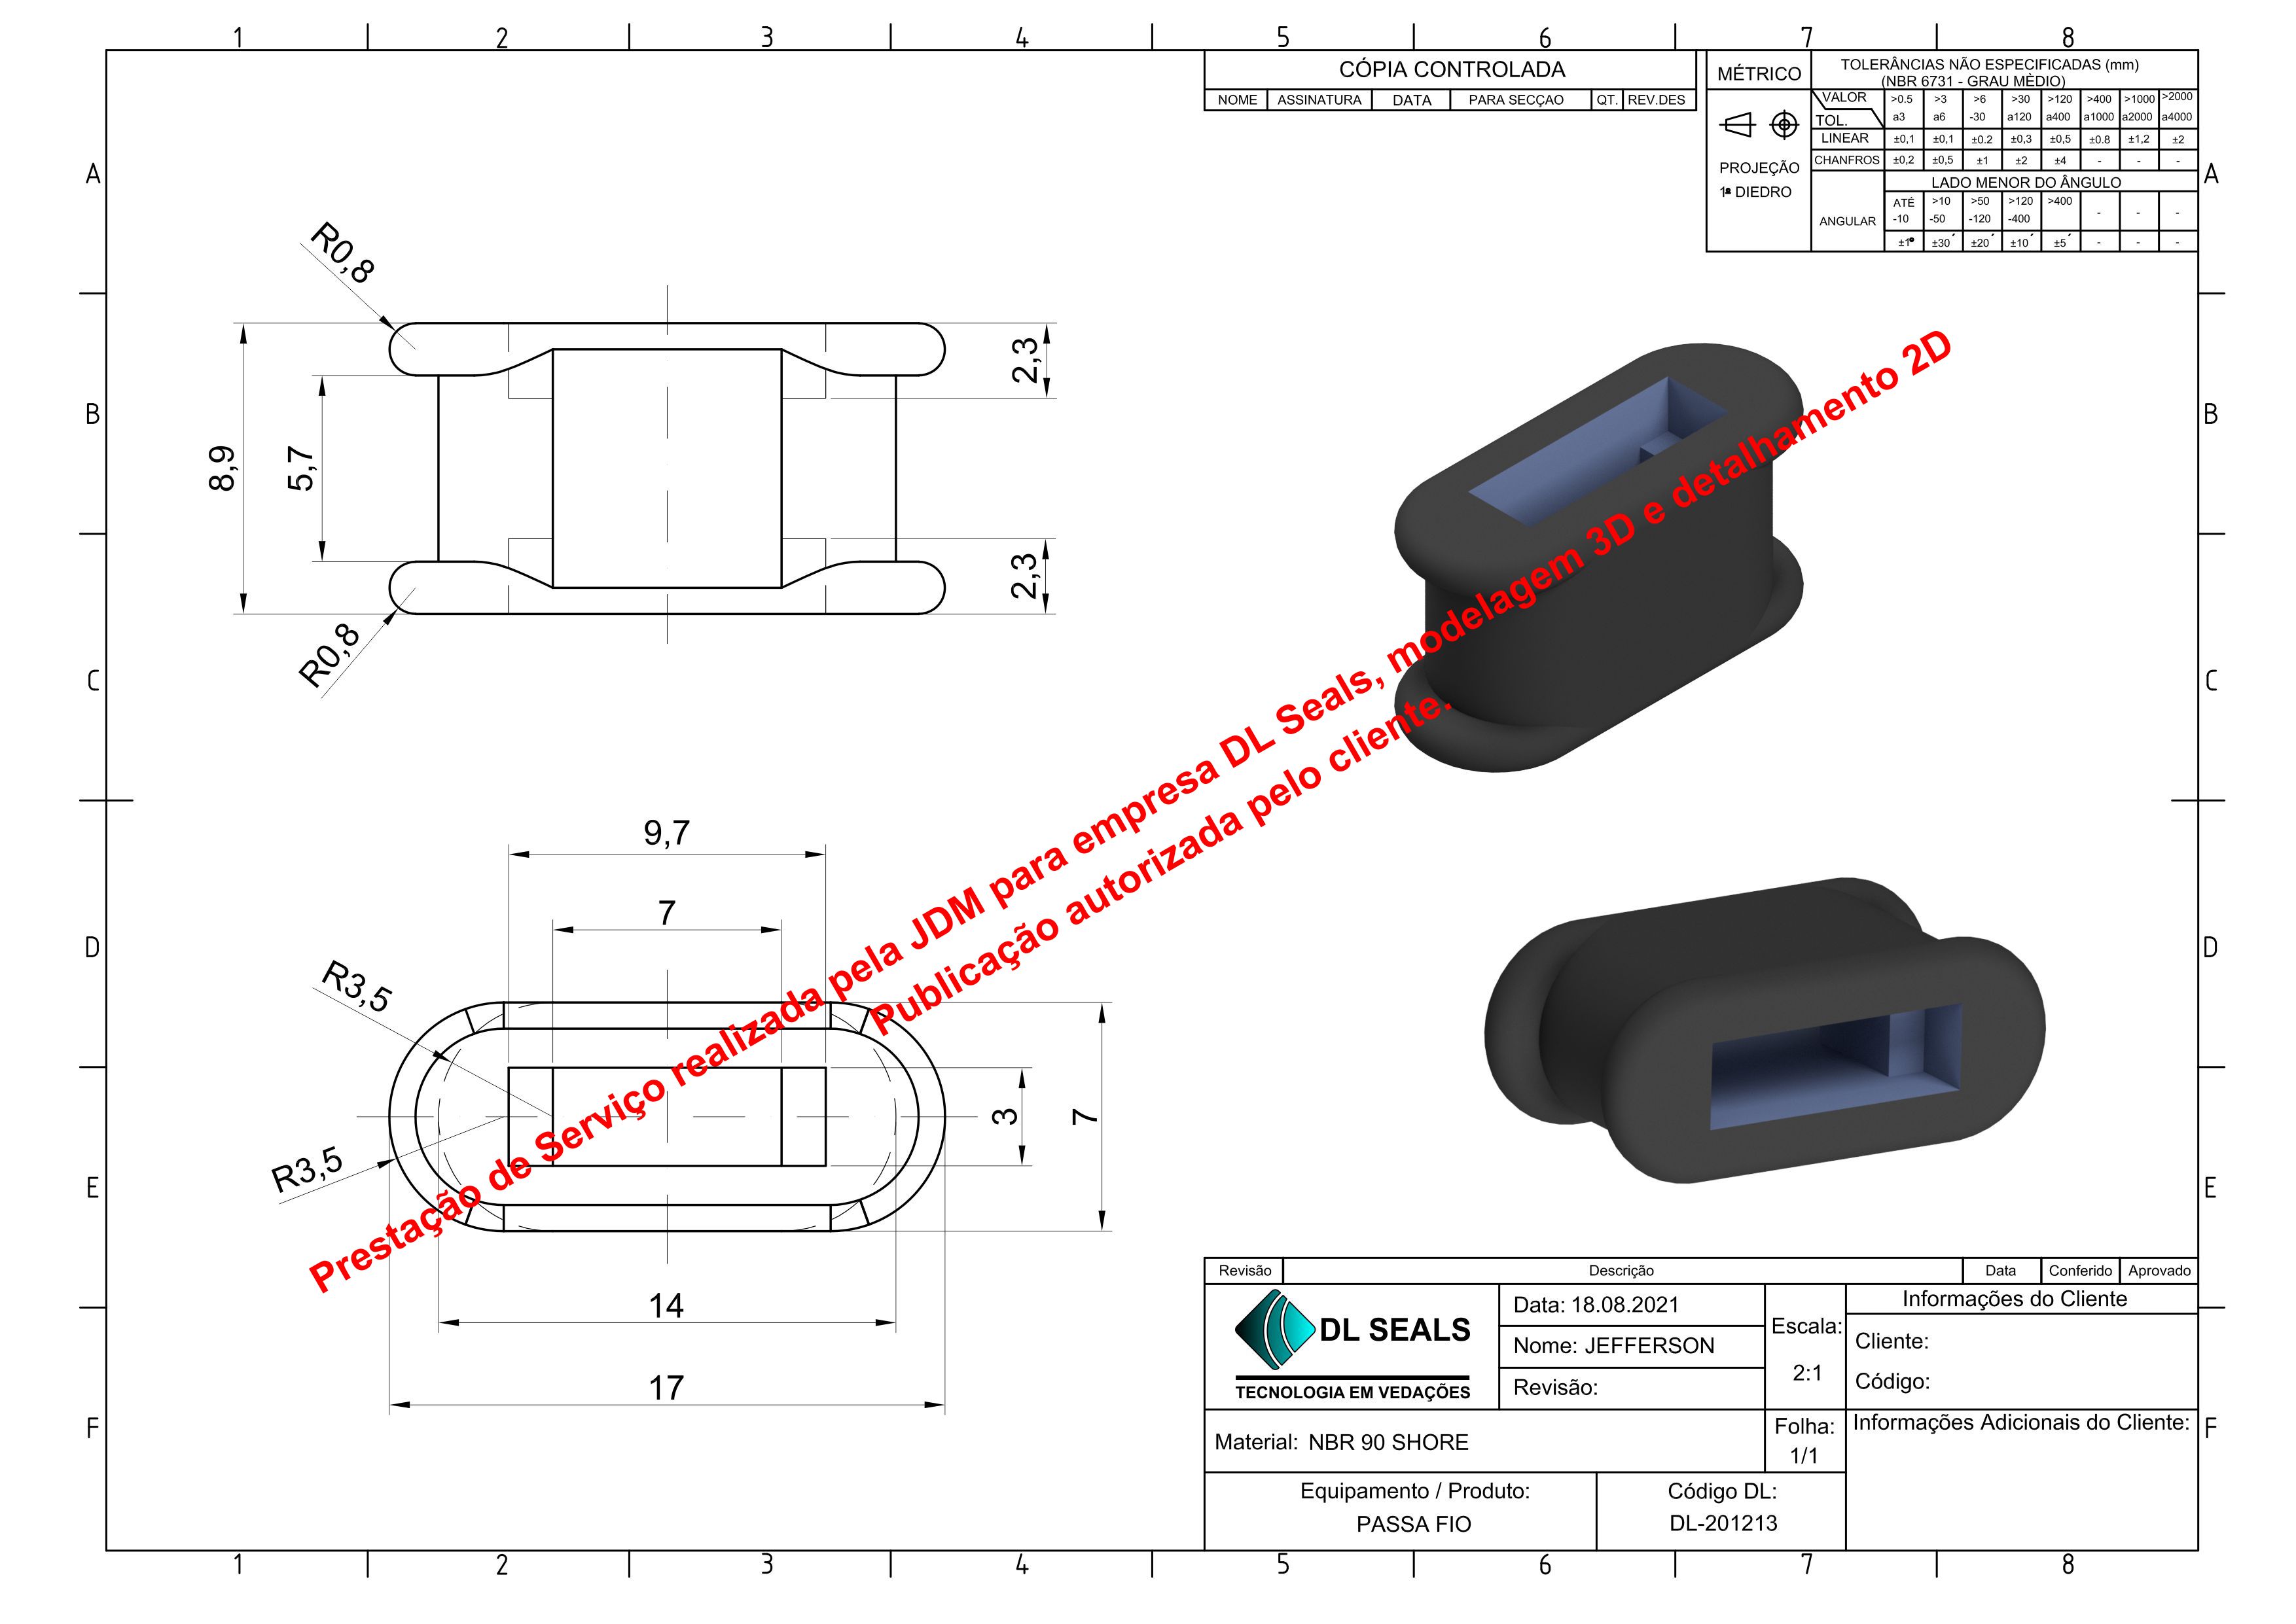 1 2 3 4 5 6 7 8
CÓPIA CONTROLADA
NOME ASSINATURA DATA PARA SECÇAO QT. REV.DES
MÉTRICO
TOLERÂNCIAS NÃO ESPECIFICADAS (mm)
(NBR 6731 - GRAU MÈDIO)
VALOR >0.5 >3 >6 >30 >120 >400 >1000 >2000
TOL. a3 a6 -30 a120 a400 a1000 a2000 a4000
LINEAR ±0,1 ±0,1 ±0.2 ±0,3 ±0,5 ±0.8 ±1,2 ±2
CHANFROS ±0,2 ±0,5 ±1 ±2 ±4 - - -
PROJEÇÃO
1ª DIEDRO
LADO MENOR DO ÂNGULO
ANGULAR
ATÉ >10 >50 >120 >400
-10 -50 -120 -400 - - -
±1° ±30´ ±20´ ±10´ ±5´ - - -
A A
B B
C C
D D
E E
F F
R0,8
8,9
5,7
2,3
2,3
R0,8
9,7
7
R3,5
R3,5
3
7
14
17
Prestação de Serviço realizada pela JDM para empresa DL Seals, modelagem 3D e detalhamento 2D
Publicação autorizada pelo cliente.
Revisão Descrição Data Conferido Aprovado
DL SEALS
TECNOLOGIA EM VEDAÇÕES
Data: 18.08.2021
Nome: JEFFERSON
Revisão:
Escala:
2:1
Informações do Cliente
Cliente:
Código:
Material: NBR 90 SHORE
Folha:
1/1
Informações Adicionais do Cliente:
Equipamento / Produto:
PASSA FIO
Código DL:
DL-201213
1 2 3 4 5 6 7 8